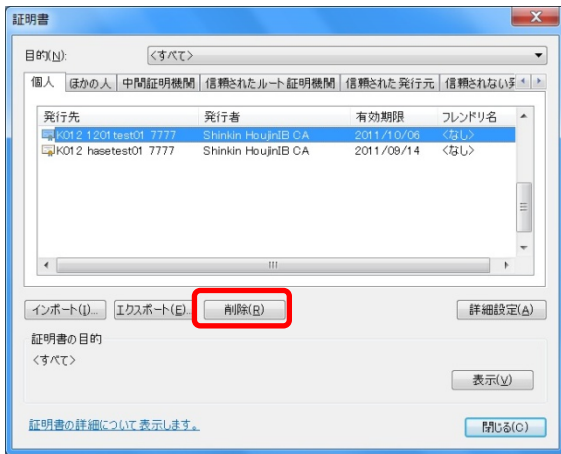 証明書
目的(N): <すべて>
個人 ほかの人 中間証明機関 信頼されたルート証明機関 信頼された発行元 信頼されない
発行先 発行者 有効期限 フレンドリ名
K012 1201test01 7777 Shinkin HoujinIB CA 2011/10/06 <なし>
K012 hasetest01 7777 Shinkin HoujinIB CA 2011/09/14 <なし>
インポート(I)... エクスポート(E)... 削除(R) 詳細設定(A)
証明書の目的
<すべて>
表示(V)
証明書の詳細について表示します。
閉じる(C)